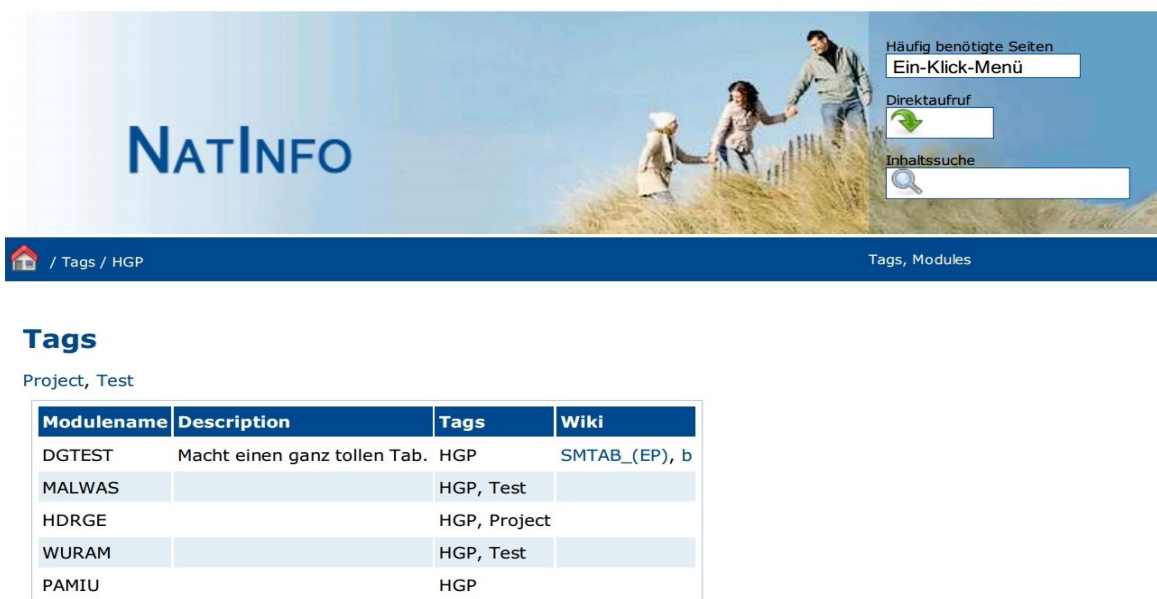 NATINFO
Häufig benötigte Seiten
Ein-Klick-Menü
Direktaufruf
Inhaltssuche
/ Tags / HGP
Tags, Modules
Tags
Project, Test
Modulename Description Tags Wiki
DGTEST Macht einen ganz tollen Tab. HGP SMTAB_(EP), b
MALWAS HGP, Test
HDRGE HGP, Project
WURAM HGP, Test
PAMIU HGP